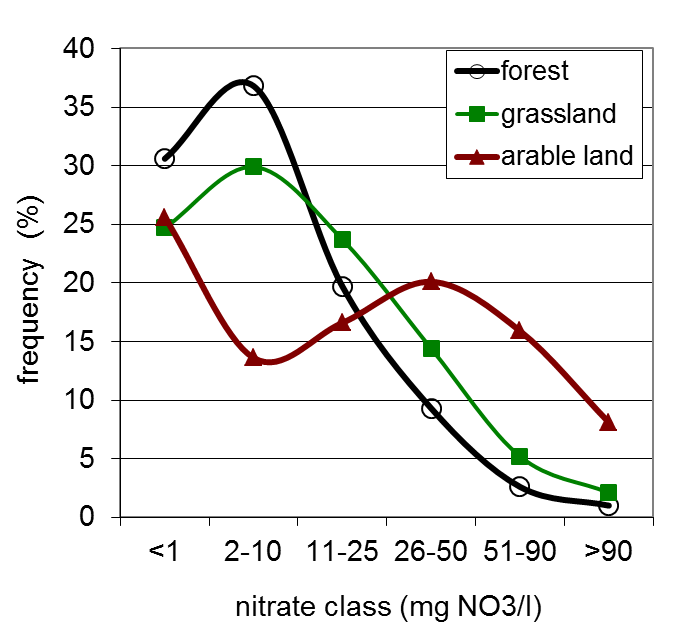 40
35
30
25
20
15
10
5
0
frequency (%)
forest
grassland
arable land
<1 2-10 11-25 26-50 51-90 >90
nitrate class (mg NO3/l)